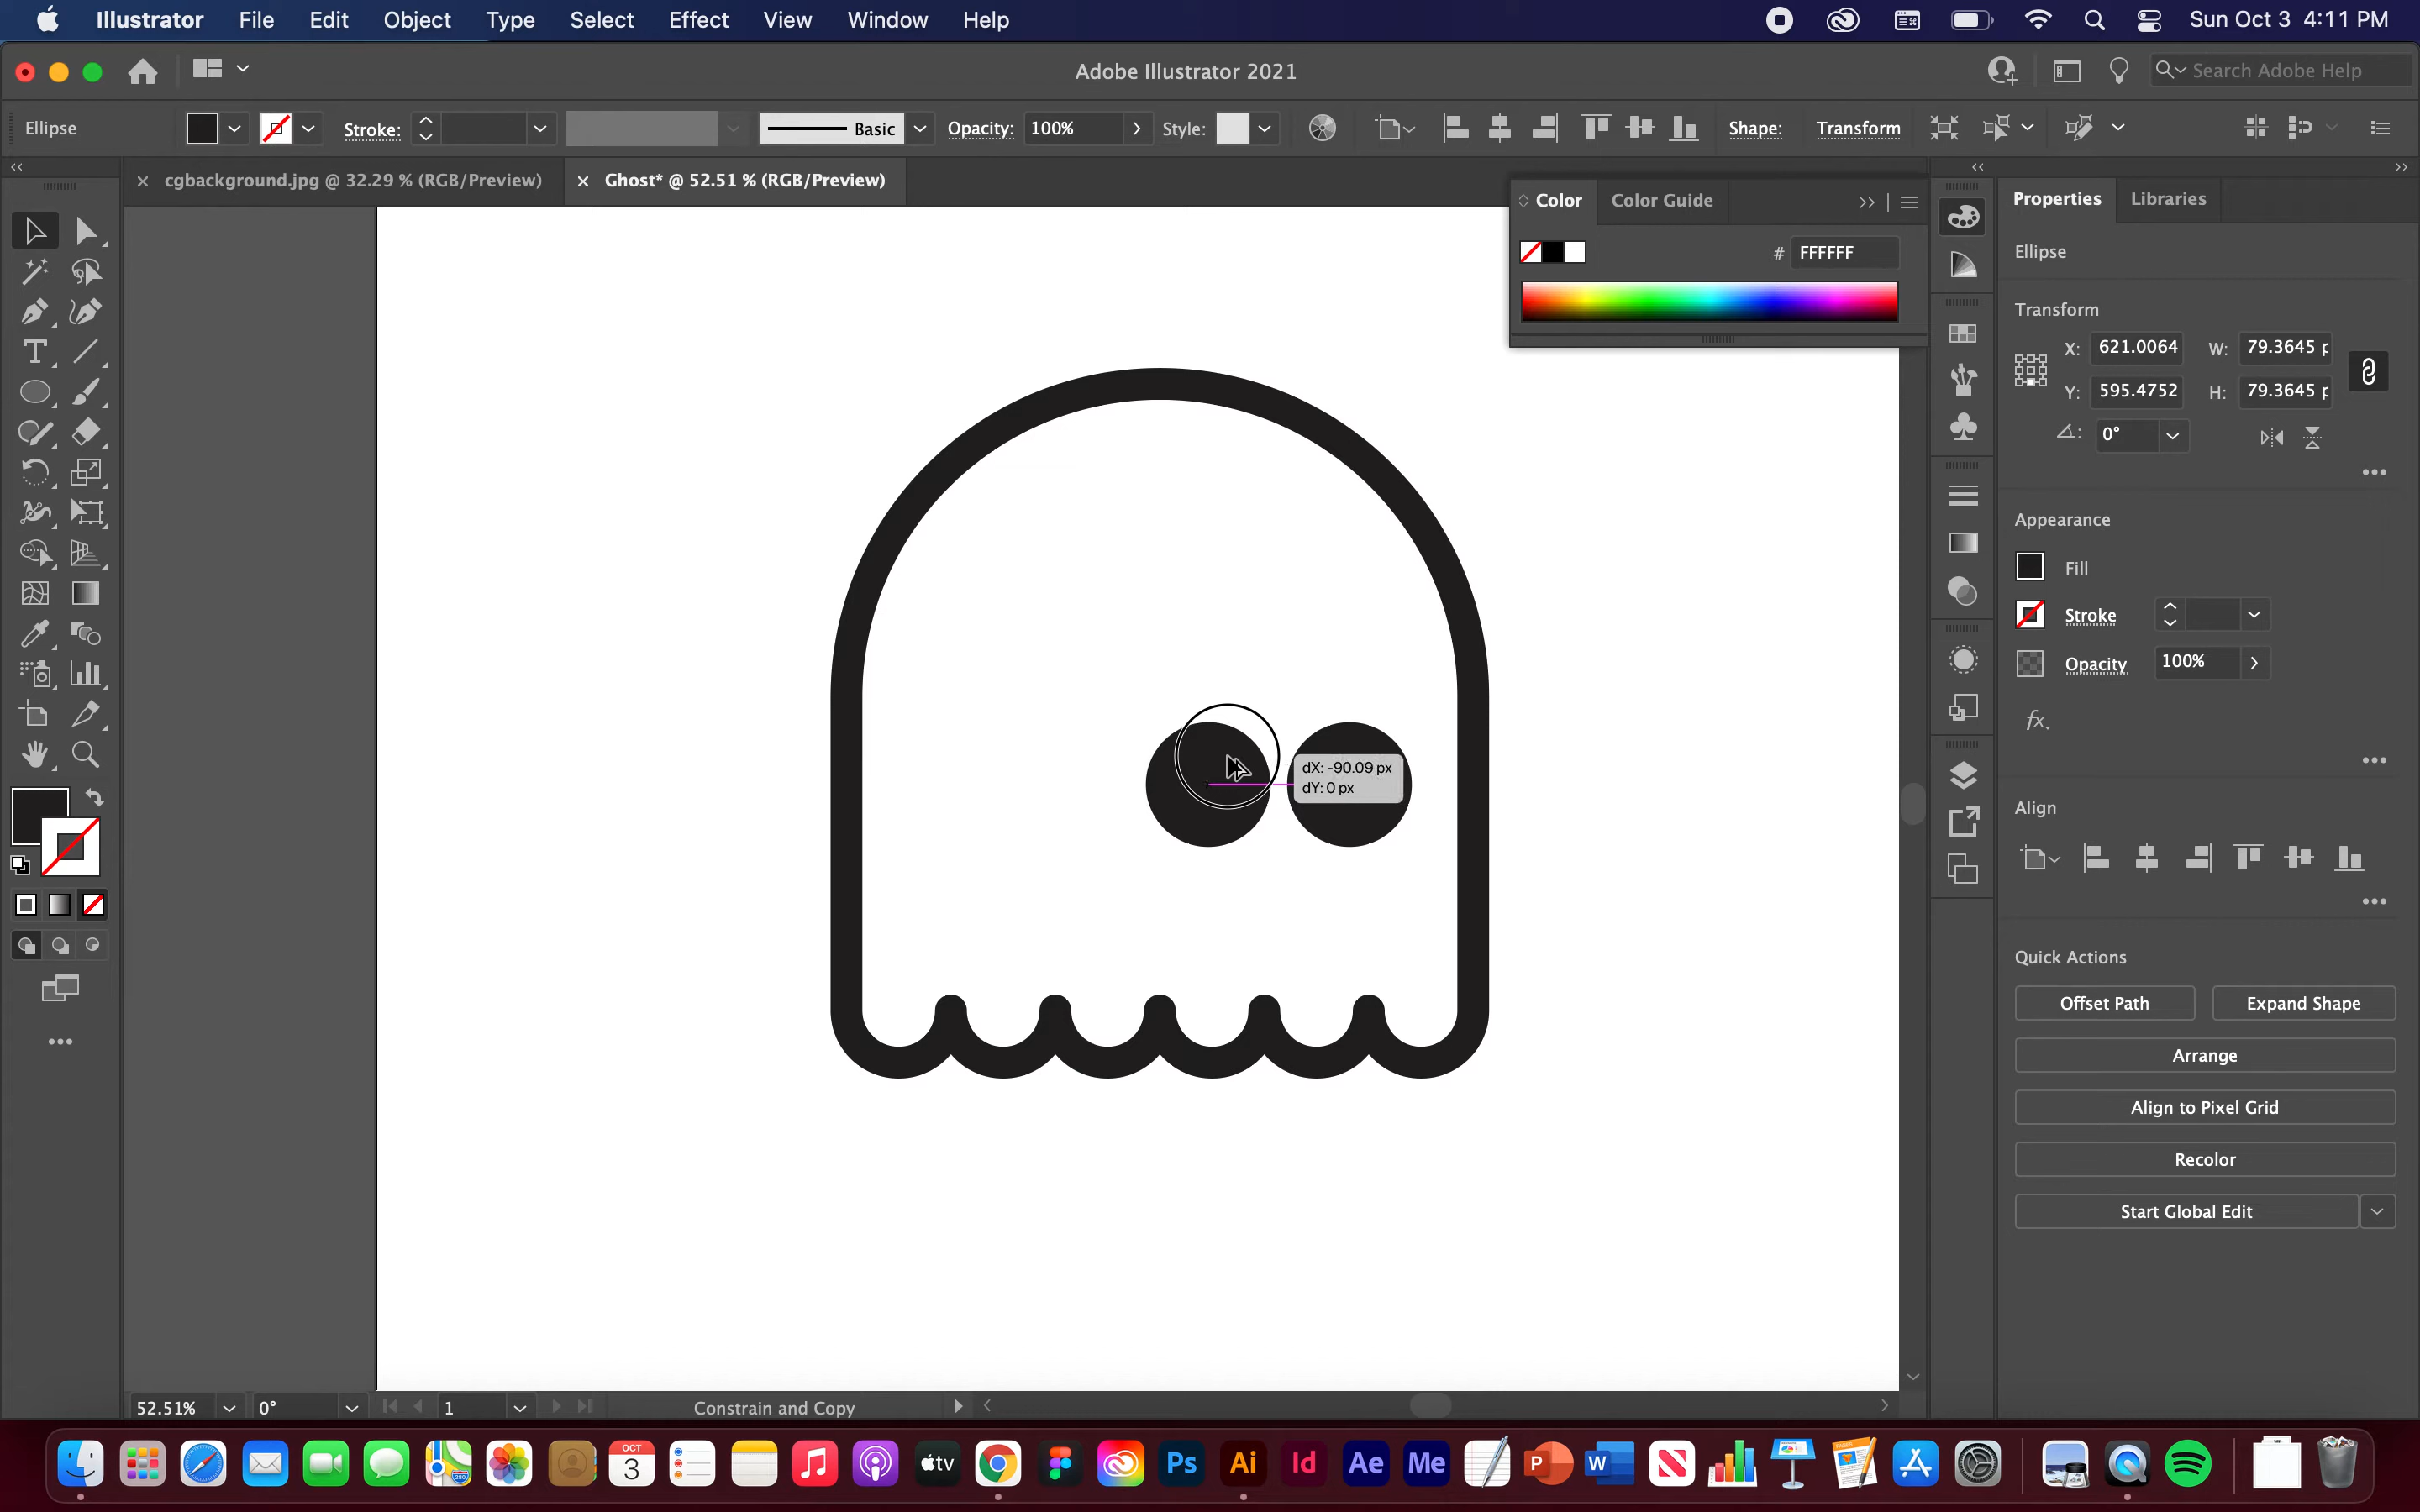 Illustrator File Edit Object Type Select Effect View Window Help Sun Oct 3 4:11 PM
Adobe Illustrator 2021
Search Adobe Help
Ellipse Stroke: Basic Opacity: 100% Style: Shape: Transform
cgbackground.jpg @ 32.29 % (RGB/Preview)
Ghost* @ 52.51 % (RGB/Preview)
Color Color Guide
# FFFFFF
Properties Libraries
Ellipse
Transform
X: 621.0064 W: 79.3645 p
Y: 595.4752 H: 79.3645 p
0°
Appearance
Fill
Stroke
Opacity 100%
fx
Align
Quick Actions
Offset Path Expand Shape
Arrange
Align to Pixel Grid
Recolor
Start Global Edit
dX: -90.09 px
dY: 0 px
52.51% 0° 1 Constrain and Copy
OCT
3
280
tv
Ps
Ai
Id
Ae
Me
P
W
N